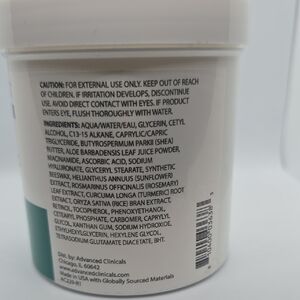 CAUTION: FOR EXTERNAL USE ONLY. KEEP OUT OF REACH
OF CHILDREN. IF IRRITATION DEVELOPS, DISCONTINUE
USE. AVOID DIRECT CONTACT WITH EYES. IF PRODUCT
ENTERS EYE, FLUSH THOROUGHLY WITH WATER.
INGREDIENTS: AQUA/WATER/EAU, GLYCERIN, CETYL
ALCOHOL, C13-15 ALKANE, CAPRYLIC/CAPRIC
TRIGLYCERIDE, BUTYROSPERMUM PARKII (SHEA)
BUTTER, ALOE BARBADENSIS LEAF JUICE POWDER,
NIACINAMIDE, ASCORBIC ACID, SODIUM
HYALURONATE, GLYCERYL STEARATE, SYNTHETIC
BEESWAX, HELIANTHUS ANNUUS (SUNFLOWER)
EXTRACT, ROSMARINUS OFFICINALIS (ROSEMARY)
LEAF EXTRACT, CURCUMA LONGA (TURMERIC) ROOT
EXTRACT, ORYZA SATIVA (RICE) BRAN EXTRACT,
RETINOL, TOCOPHEROL, PHENOXYETHANOL,
CETEARYL PHOSPHATE, CARBOMER, CAPRYLYL
GLYCOL, XANTHAN GUM, SODIUM HYDROXIDE,
ETHYLHEXYLGLYCERIN, HEXYLENE GLYCOL,
TETRASODIUM GLUTAMATE DIACETATE, BHT.
Dist. by: Advanced Clinicals
Chicago, IL 60642
www.advancedclinicals.com
Made in USA with Globally Sourced Materials